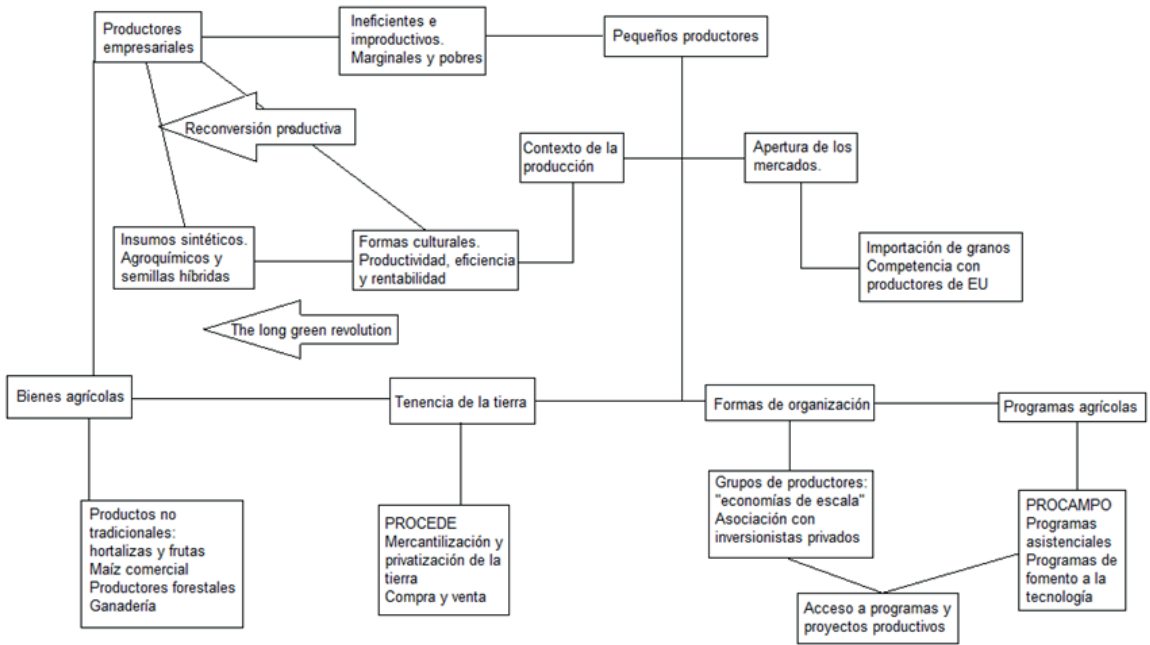 Productores
empresariales
Ineficientes e
improductivos.
Marginales y pobres
Pequeños productores
Reconversión productiva
Contexto de la
producción
Apertura de los
mercados.
Insumos sintéticos.
Agroquímicos y
semillas híbridas
Formas culturales.
Productividad, eficiencia
y rentabilidad
Importación de granos
Competencia con
productores de EU
The long green revolution
Bienes agrícolas
Tenencia de la tierra
Formas de organización
Programas agrícolas
Productos no
tradicionales:
hortalizas y frutas
Maíz comercial
Productores forestales
Ganadería
PROCEDE
Mercantilización y
privatización de la
tierra
Compra y venta
Grupos de productores:
"economías de escala"
Asociación con
inversionistas privados
PROCAMPO
Programas
asistenciales
Programas de
fomento a la
tecnología
Acceso a programas y
proyectos productivos